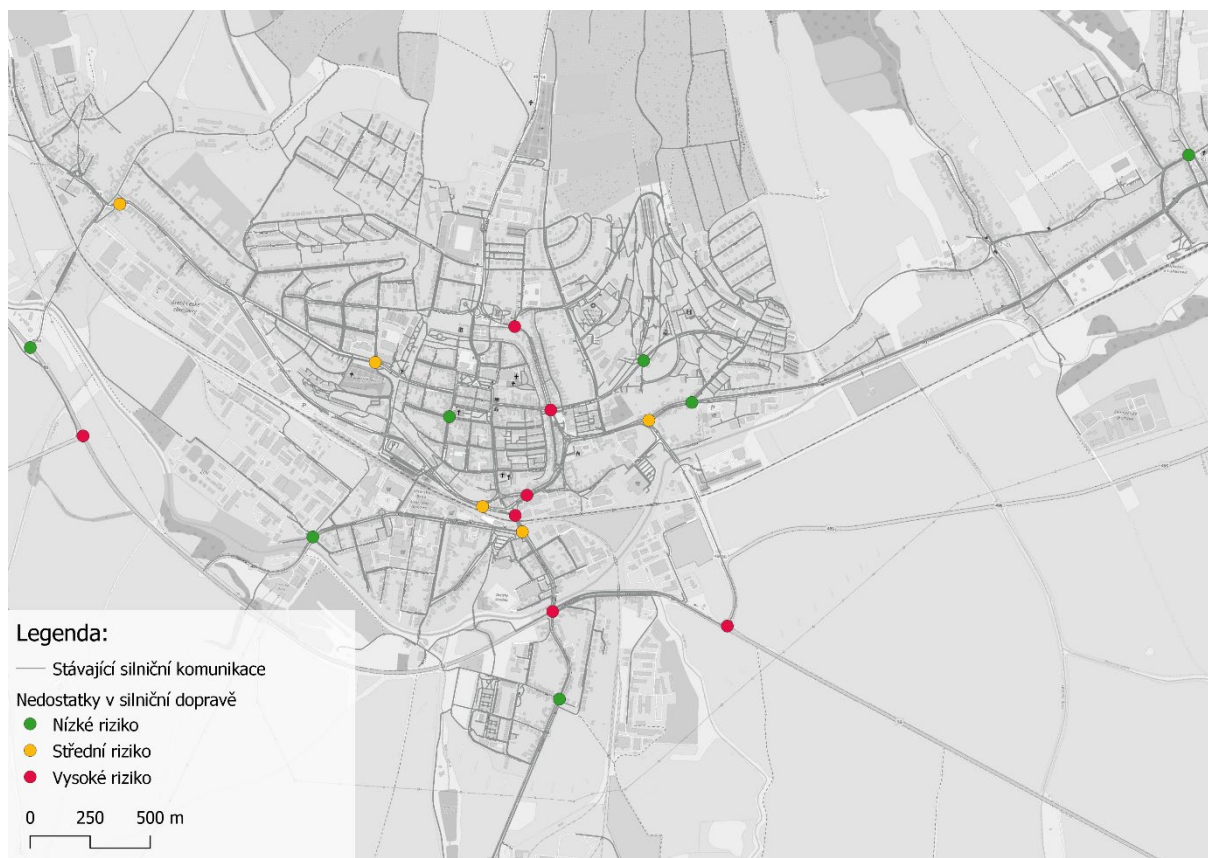 Legenda:
Stávající silniční komunikace
Nedostatky v silniční dopravě
Nízké riziko
Střední riziko
Vysoké riziko
0 250 500 m